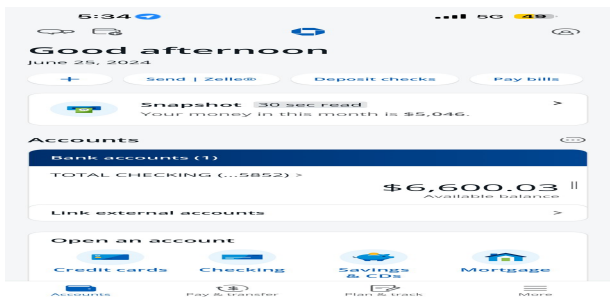 5:34
5G 49
Good afternoon
June 25, 2024
+ Send | Zelle® Deposit checks Pay bills
Snapshot 30 sec read
Your money in this month is $5,046.
Accounts
Bank accounts (1)
TOTAL CHECKING (...5852)
$6,600.03
Available balance
Link external accounts
Open an account
Credit cards Checking Savings & CDs Mortgage
Accounts Pay & transfer Plan & track More